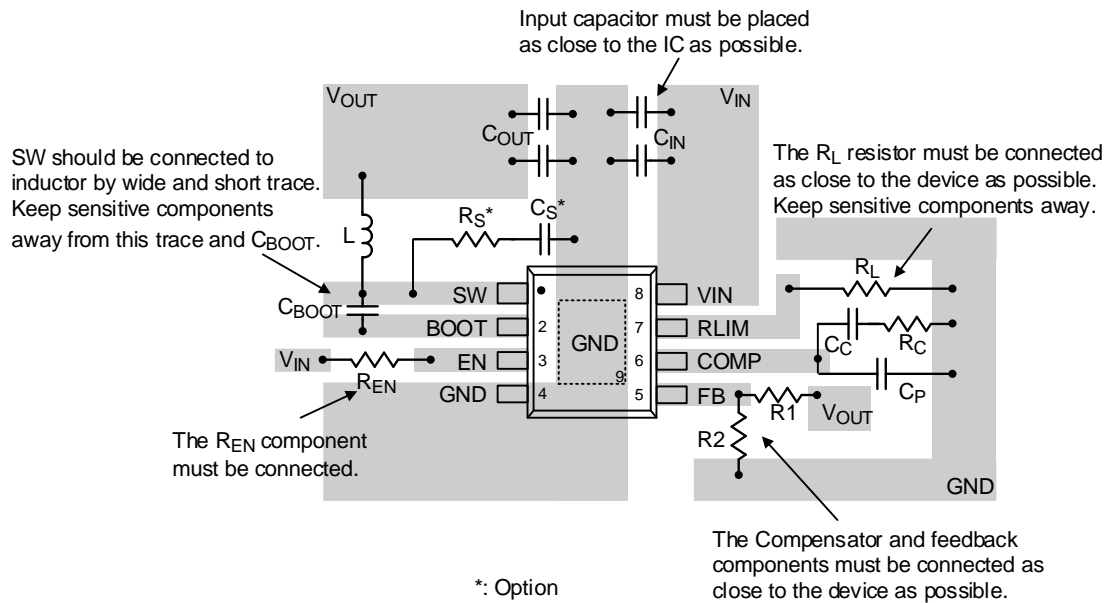 Input capacitor must be placed
as close to the IC as possible.
VOUT
VIN
COUT
CIN
SW should be connected to
inductor by wide and short trace.
Keep sensitive components
away from this trace and CBOOT.
The RL resistor must be connected
as close to the device as possible.
Keep sensitive components away.
RS*
CS*
L
RL
SW
8
VIN
CBOOT
BOOT
2
7
RLIM
GND
CC
RC
VIN
EN
3
6
COMP
REN
GND
4
9
5
FB
CP
R1
VOUT
R2
The REN component
must be connected.
GND
The Compensator and feedback
components must be connected as
close to the device as possible.
*: Option